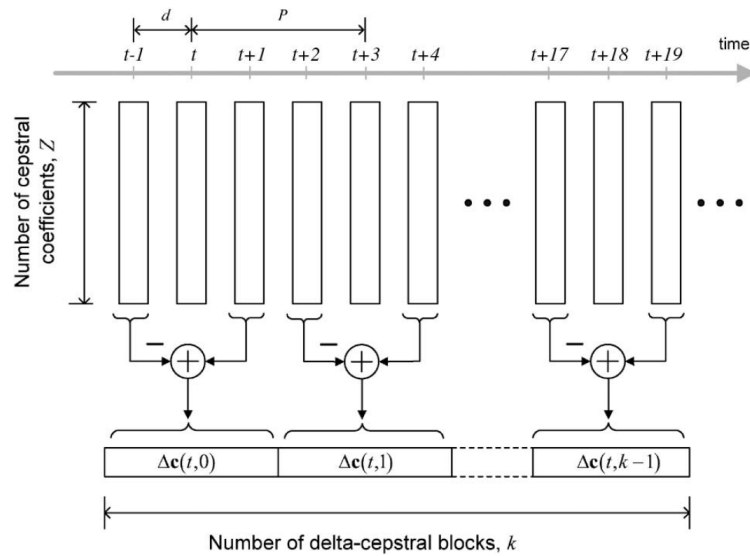 d P
t-1 t t+1 t+2 t+3 t+4 t+17 t+18 t+19 time
Number of cepstral
coefficients, Z
− − −
+ + +
Δc(t,0) Δc(t,1) Δc(t,k−1)
Number of delta-cepstral blocks, k